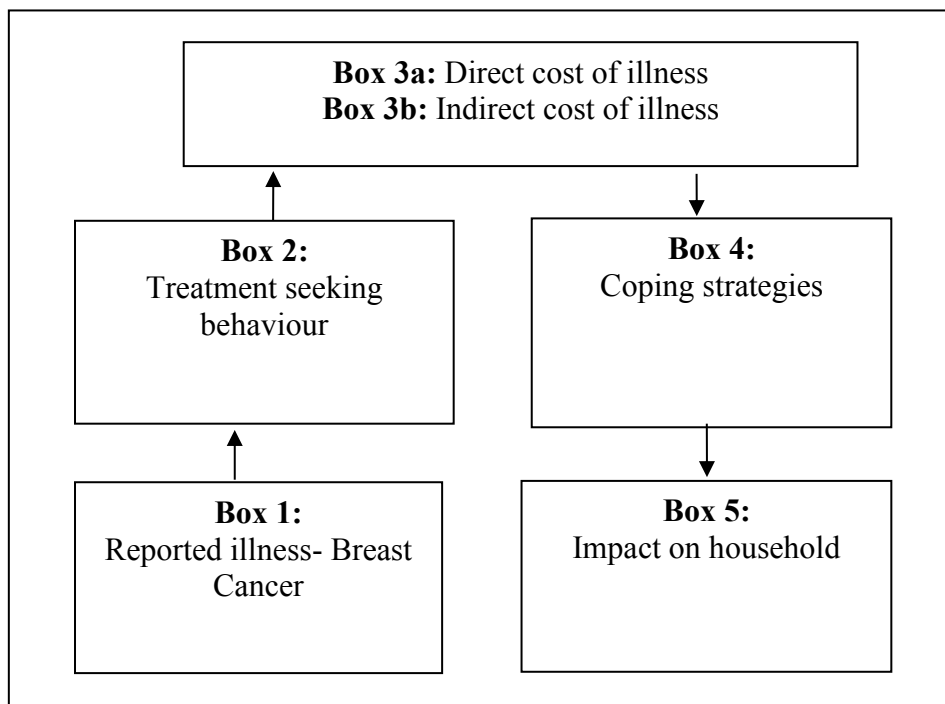 Box 3a: Direct cost of illness
Box 3b: Indirect cost of illness
Box 2:
Treatment seeking
behaviour
Box 4:
Coping strategies
Box 1:
Reported illness- Breast
Cancer
Box 5:
Impact on household